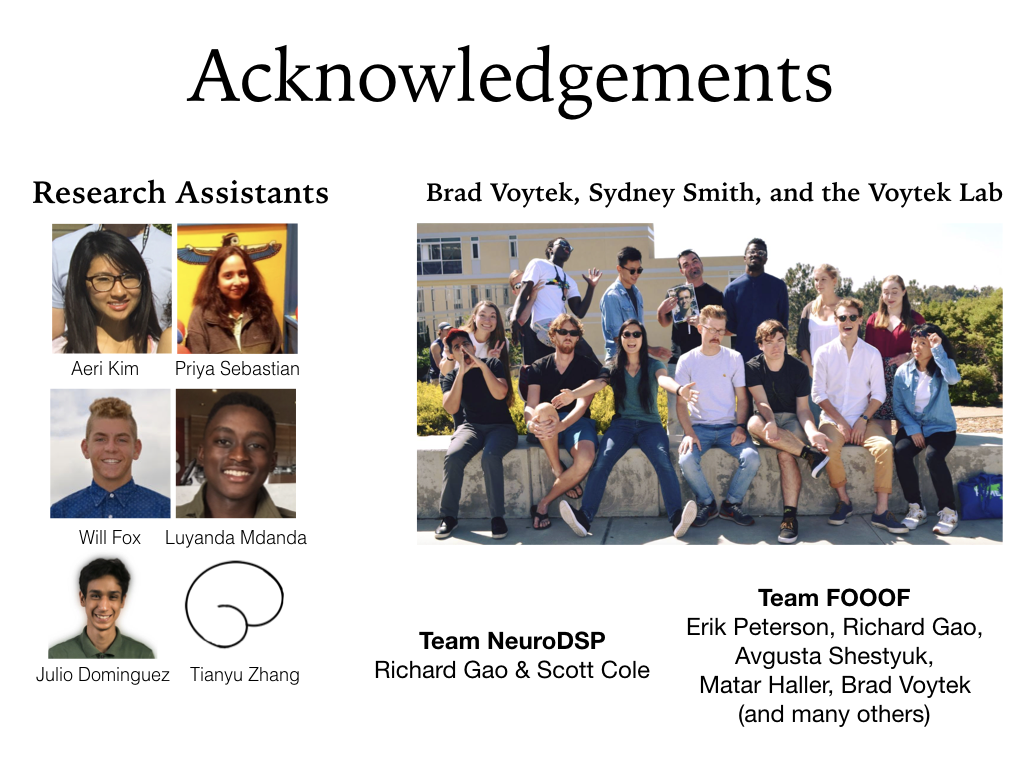 Acknowledgements
Research Assistants
Aeri Kim
Priya Sebastian
Will Fox
Luyanda Mdanda
Julio Dominguez
Tianyu Zhang
Brad Voytek, Sydney Smith, and the Voytek Lab
Team NeuroDSP
Richard Gao & Scott Cole
Team FOOOF
Erik Peterson, Richard Gao,
Avgusta Shestyuk,
Matar Haller, Brad Voytek
(and many others)